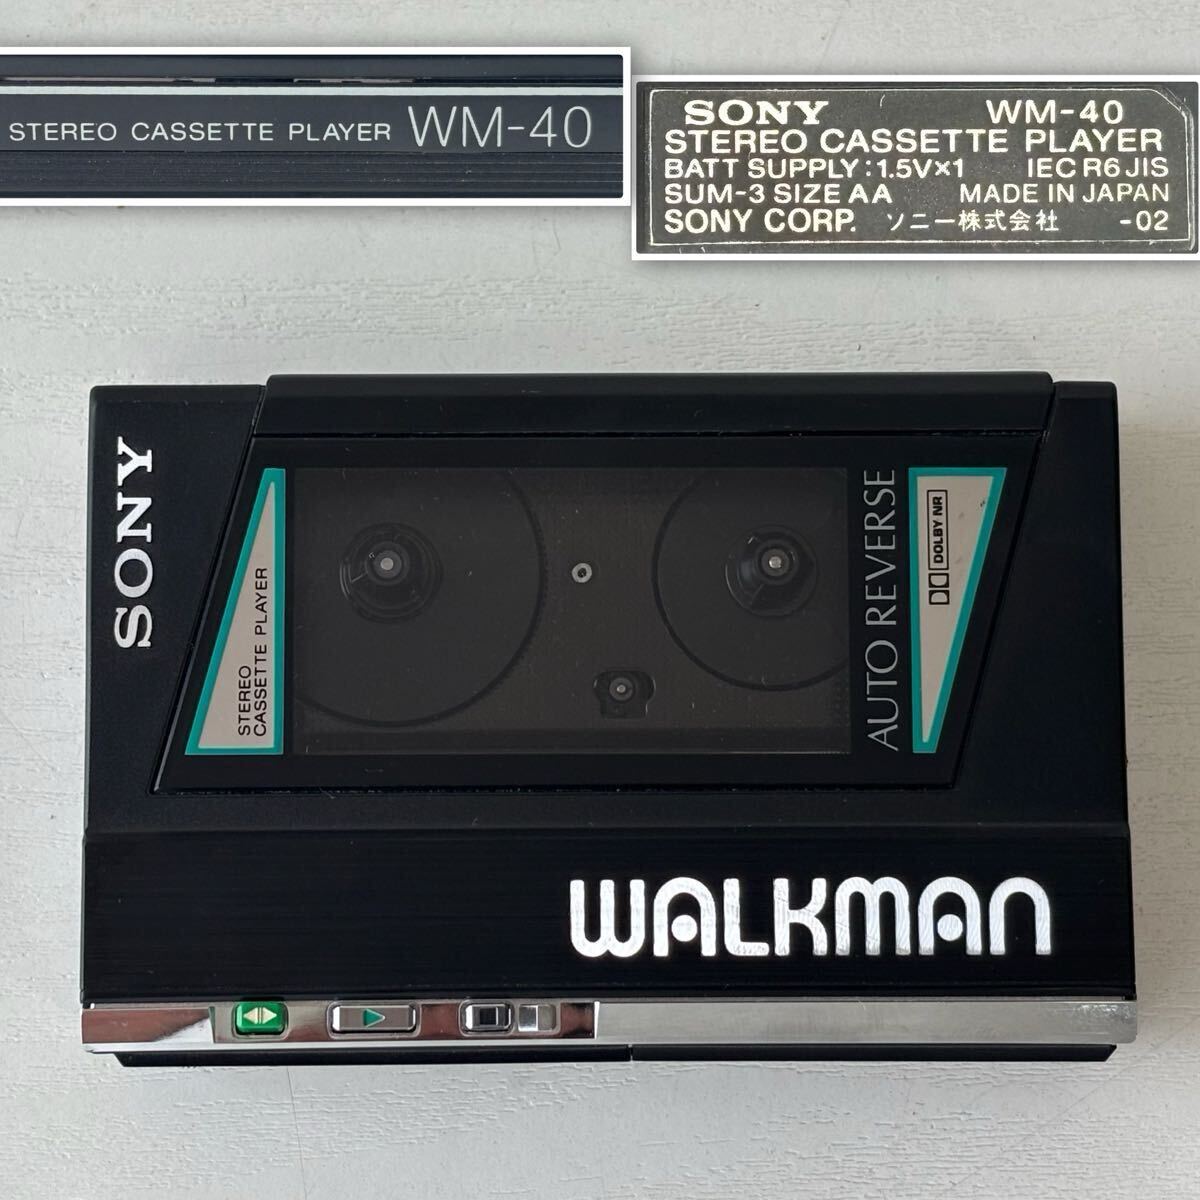 STEREO CASSETTE PLAYER WM-40
SONY WM-40
STEREO CASSETTE PLAYER
BATT SUPPLY : 1.5V×1 IEC R6 JIS
SUM-3 SIZE AA MADE IN JAPAN
SONY CORP. ソニー株式会社 -02
SONY
STEREO
CASSETTE PLAYER
AUTO REVERSE
DOLBY NR
WALKMAN